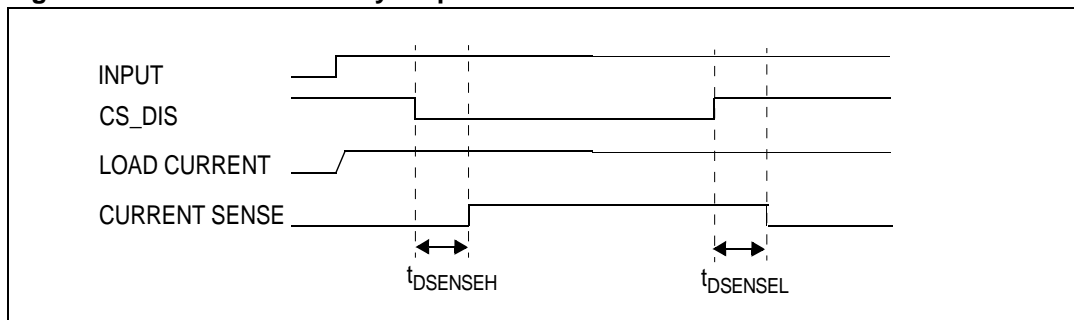 INPUT
CS_DIS
LOAD CURRENT
CURRENT SENSE
tDSENSEH
tDSENSEL